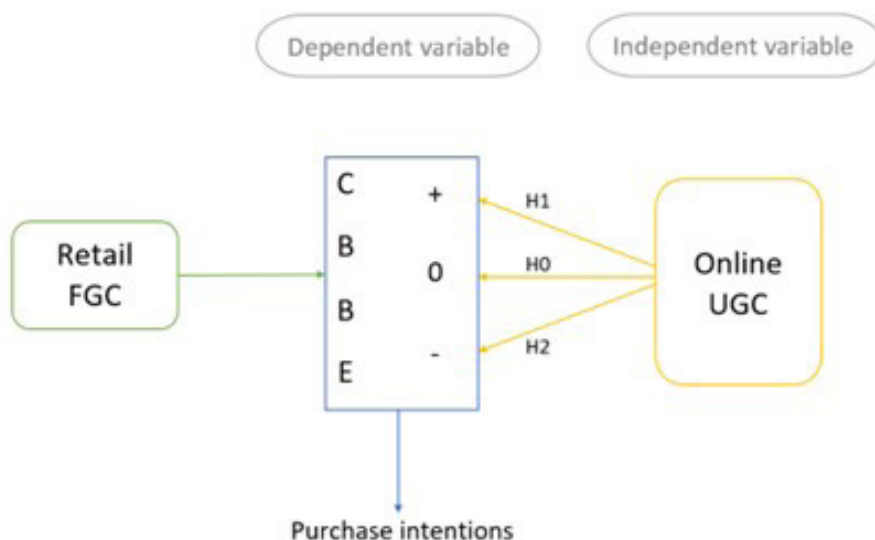 Dependent variable
Independent variable
C
+
H1
B
Retail
FGC
0
H0
Online
UGC
B
H2
-
E
Purchase intentions